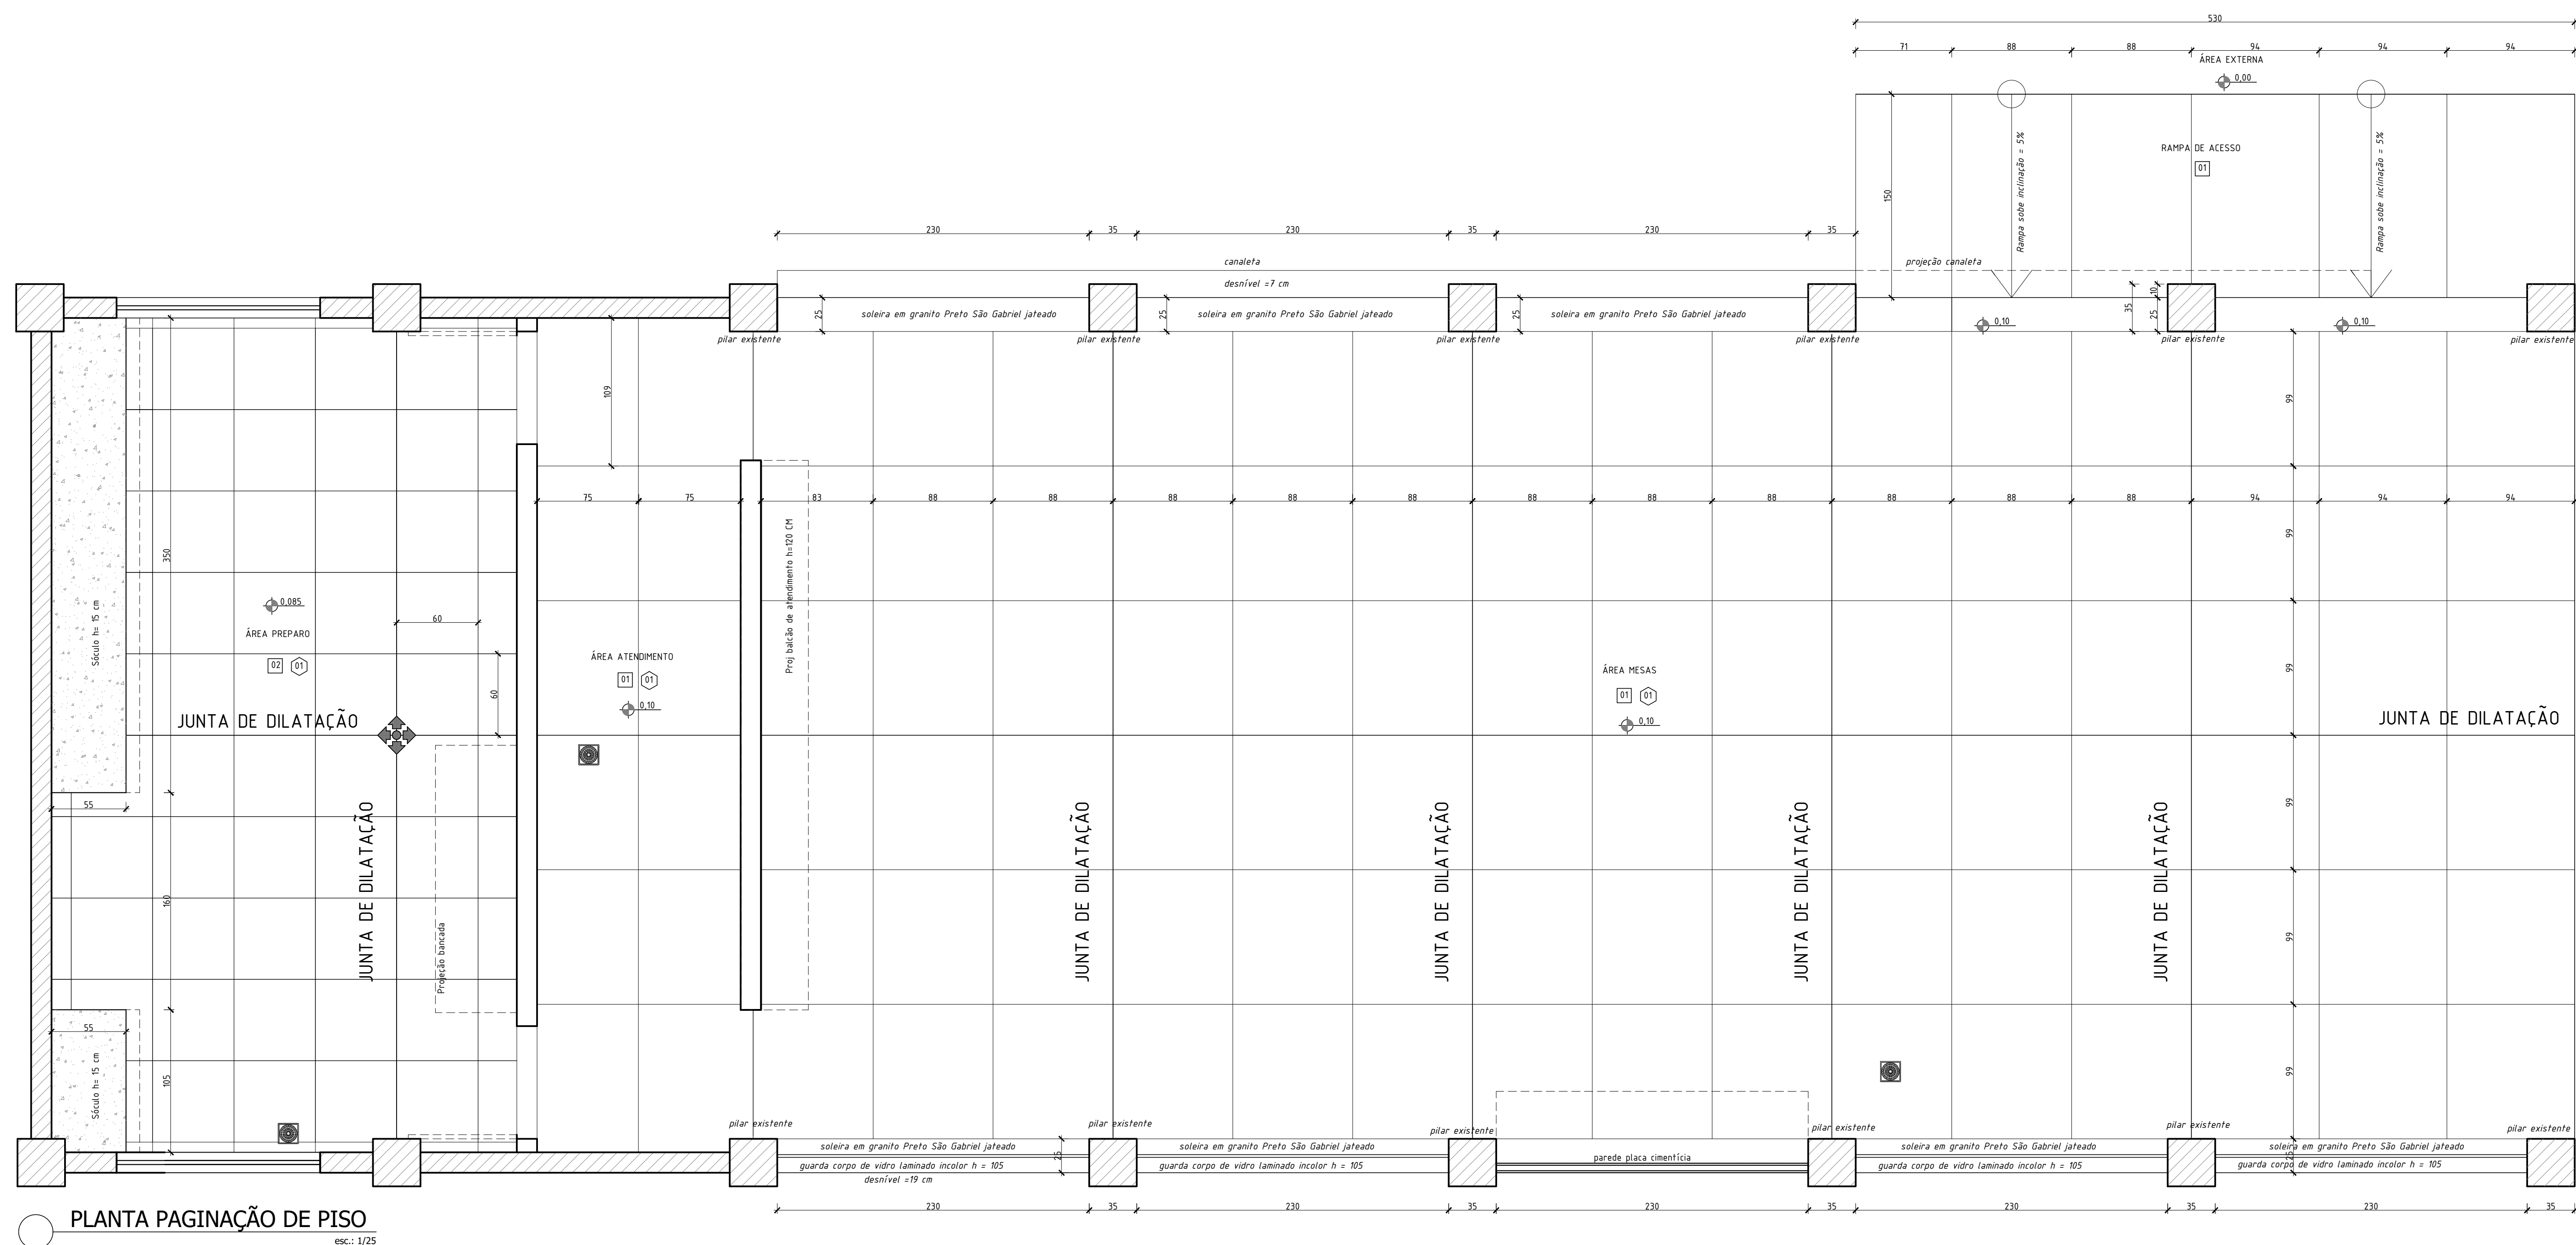 530
71 88 88 94 94 94
ÁREA EXTERNA
0,00
RAMPA DE ACESSO
01
Rampa sobe inclinação = 5%
Rampa sobe inclinação = 5%
150
230 35 230 35 230 35
canaleta
projeção canaleta
desnível =7 cm
10
35
25
25
soleira em granito Preto São Gabriel jateado
25
soleira em granito Preto São Gabriel jateado
25
soleira em granito Preto São Gabriel jateado
0,10
0,10
pilar existente
pilar existente
pilar existente
pilar existente
pilar existente
pilar existente
109
99
75 75 83 88 88 88 88 88 88 88 88 88 88 88 94 94 94
Proj balcão de atendimento h=120 CM
350
99
0,085
ÁREA PREPARO
02 01
Sóculo h= 15 cm
60
60
ÁREA ATENDIMENTO
01 01
0,10
ÁREA MESAS
01 01
0,10
99
JUNTA DE DILATAÇÃO
JUNTA DE DILATAÇÃO
55
99
JUNTA DE DILATAÇÃO
JUNTA DE DILATAÇÃO
JUNTA DE DILATAÇÃO
JUNTA DE DILATAÇÃO
JUNTA DE DILATAÇÃO
160
Projeção bancada
99
55
Sóculo h= 15 cm
105
99
pilar existente
pilar existente
pilar existente
pilar existente
pilar existente
pilar existente
soleira em granito Preto São Gabriel jateado
guarda corpo de vidro laminado incolor h = 105
desnível =19 cm
25
soleira em granito Preto São Gabriel jateado
guarda corpo de vidro laminado incolor h = 105
parede placa cimentícia
soleira em granito Preto São Gabriel jateado
guarda corpo de vidro laminado incolor h = 105
soleira em granito Preto São Gabriel jateado
guarda corpo de vidro laminado incolor h = 105
25
230 35 230 35 230 35 230 35 230 35
PLANTA PAGINAÇÃO DE PISO
esc.: 1/25